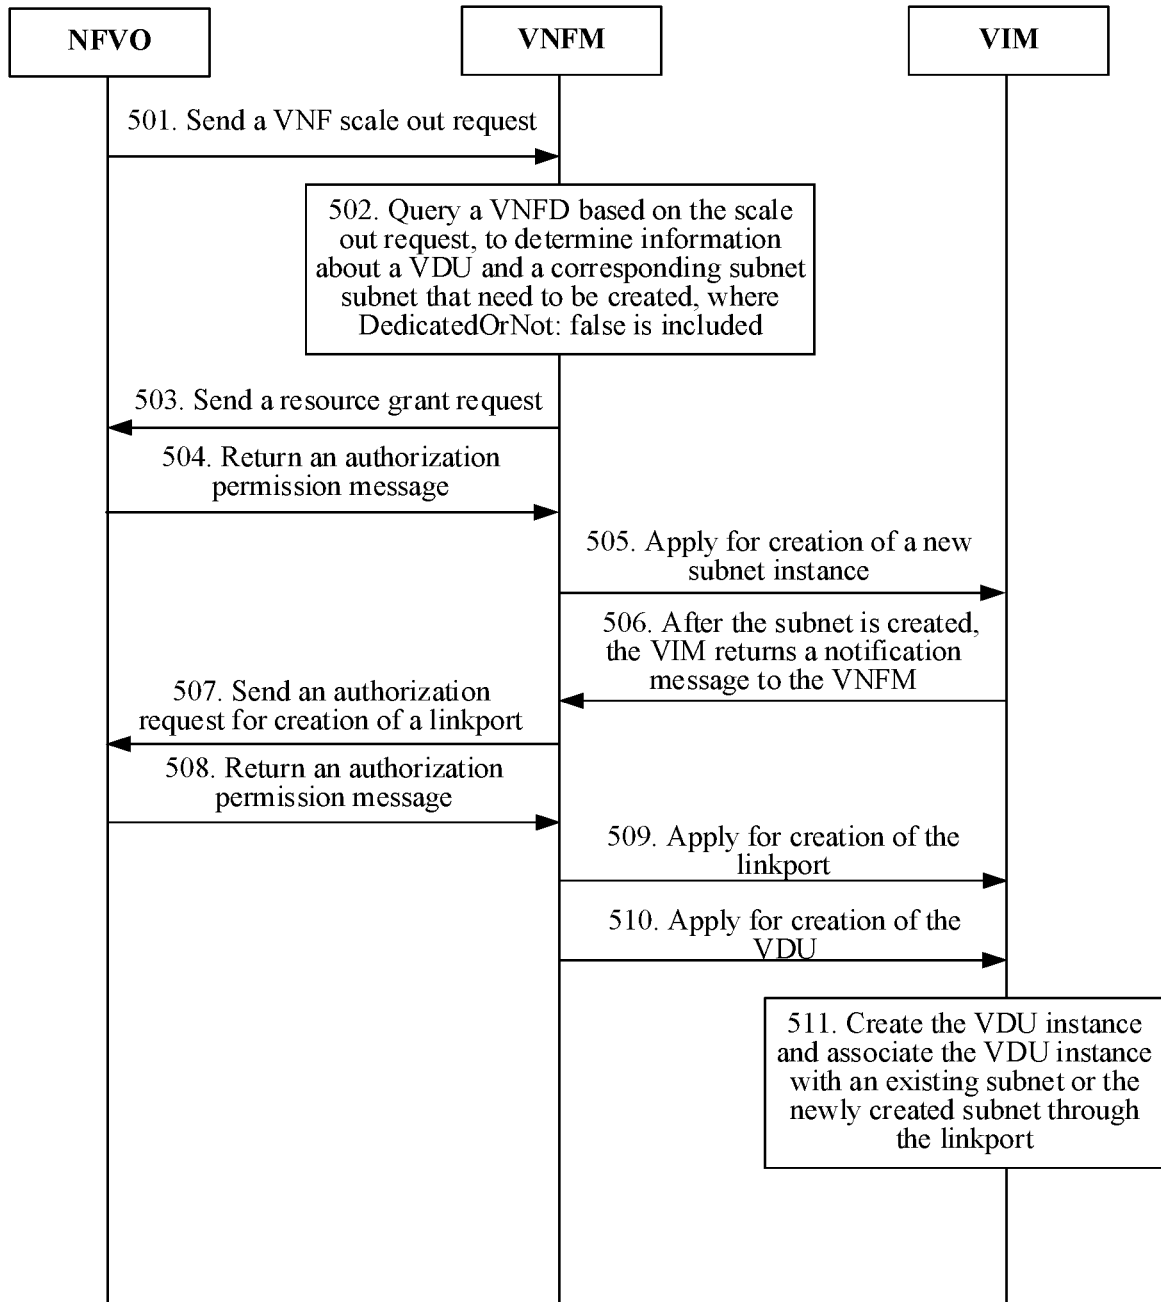 NFVO
VNFM
VIM
501. Send a VNF scale out request
502. Query a VNFD based on the scale
out request, to determine information
about a VDU and a corresponding subnet
subnet that need to be created, where
DedicatedOrNot: false is included
503. Send a resource grant request
504. Return an authorization
permission message
505. Apply for creation of a new
subnet instance
506. After the subnet is created,
the VIM returns a notification
message to the VNFM
507. Send an authorization
request for creation of a linkport
508. Return an authorization
permission message
509. Apply for creation of the
linkport
510. Apply for creation of the
VDU
511. Create the VDU instance
and associate the VDU instance
with an existing subnet or the
newly created subnet through
the linkport